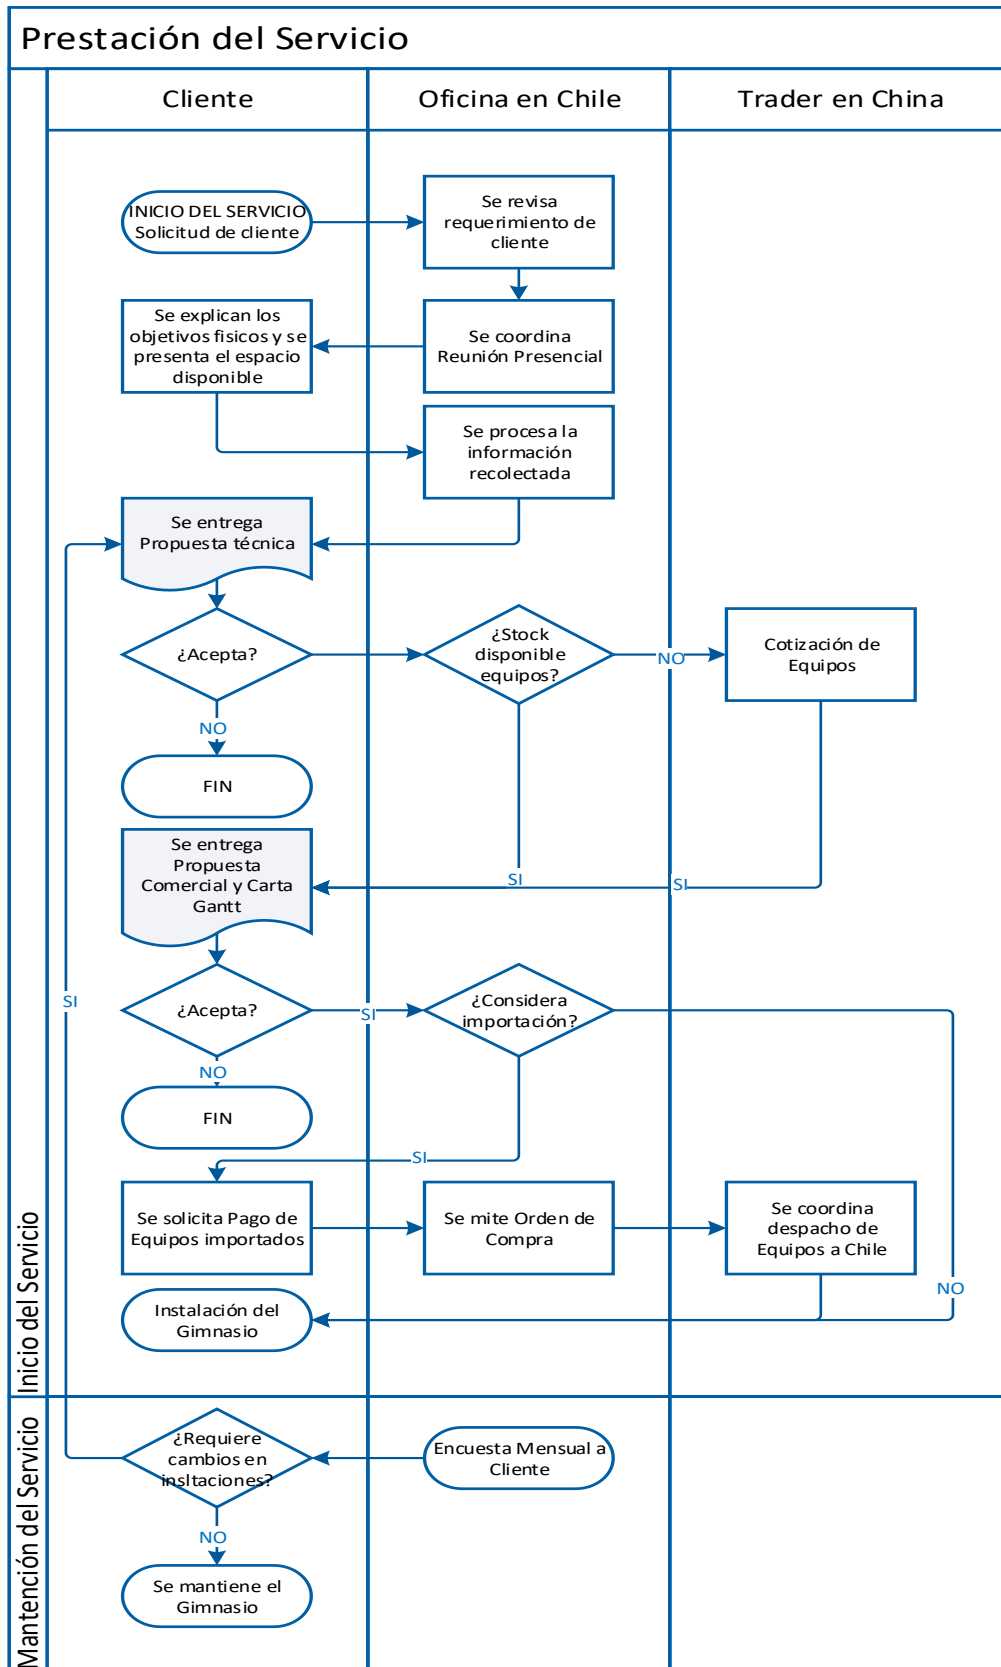 Prestación del Servicio
Cliente
Oficina en Chile
Trader en China
Inicio del Servicio
INICIO DEL SERVICIO
Solicitud de cliente
Se revisa
requerimiento de
cliente
Se explican los
objetivos fisicos y se
presenta el espacio
disponible
Se coordina
Reunión Presencial
Se procesa la
información
recolectada
Se entrega
Propuesta técnica
¿Acepta?
¿Stock
disponible
equipos?
NO
Cotización de
Equipos
NO
FIN
Se entrega
Propuesta
Comercial y Carta
Gantt
SI
SI
SI
¿Acepta?
SI
¿Considera
importación?
NO
FIN
SI
Se solicita Pago de
Equipos importados
Se mite Orden de
Compra
Se coordina
despacho de
Equipos a Chile
NO
Instalación del
Gimnasio
Mantención del Servicio
¿Requiere
cambios en
insltaciones?
Encuesta Mensual a
Cliente
NO
Se mantiene el
Gimnasio